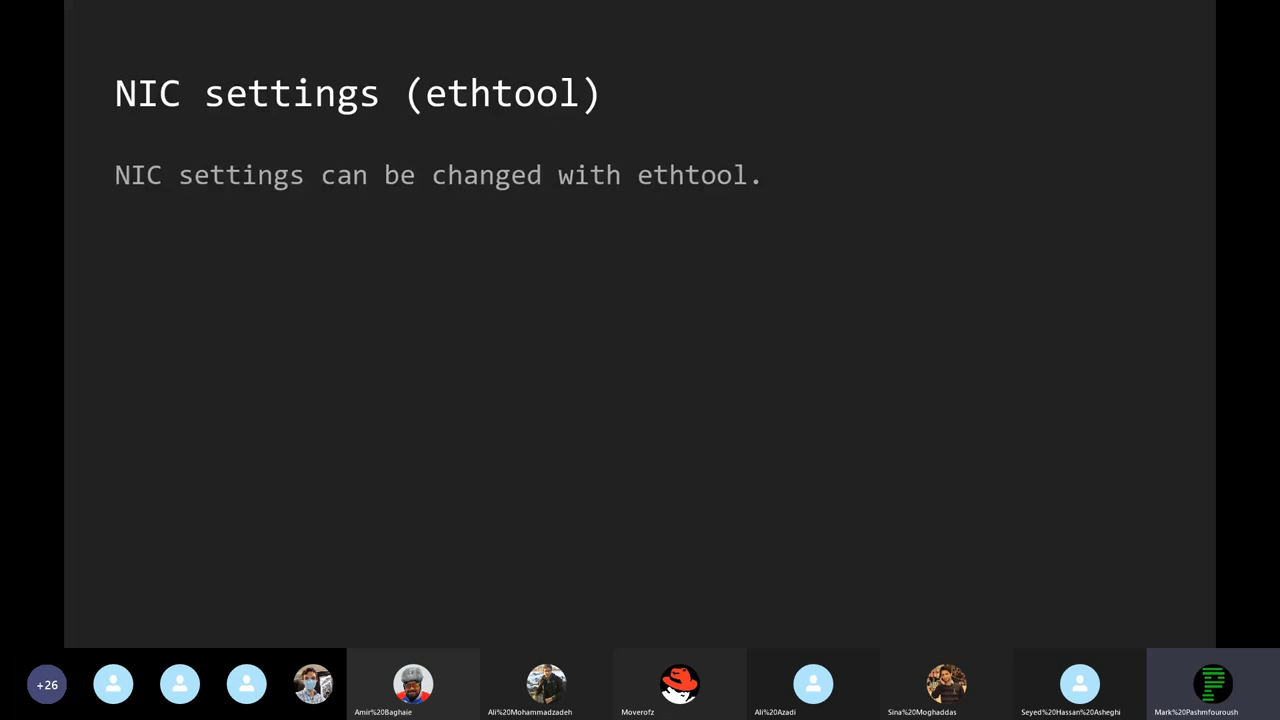 NIC settings (ethtool)
NIC settings can be changed with ethtool.
+26
Amir%20Baghaie
Ali%20Mohammadzadeh
Moverofz
Ali%20Azadi
Sina%20Moghaddas
Seyed%20Hassan%20Asheghi
Mark%20Pashmfouroush